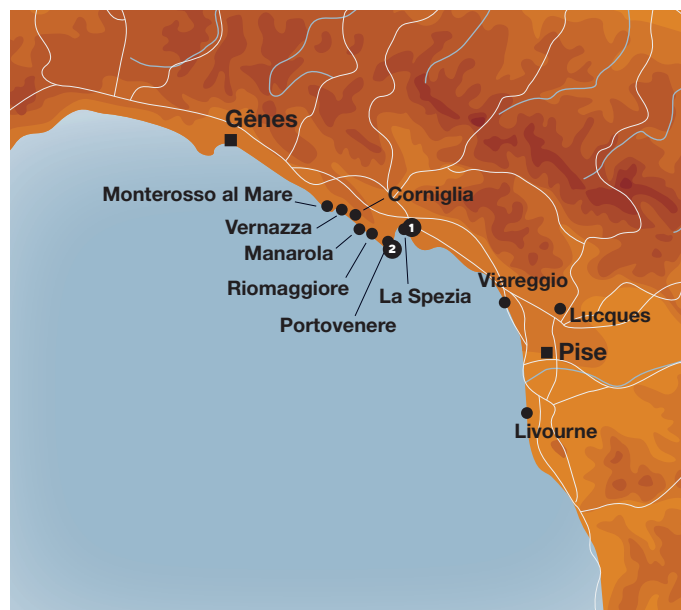 Gênes
Monterosso al Mare
Corniglia
Vernazza
1
Manarola
2
Viareggio
Riomaggiore
La Spezia
Lucques
Portovenere
Pise
Livourne